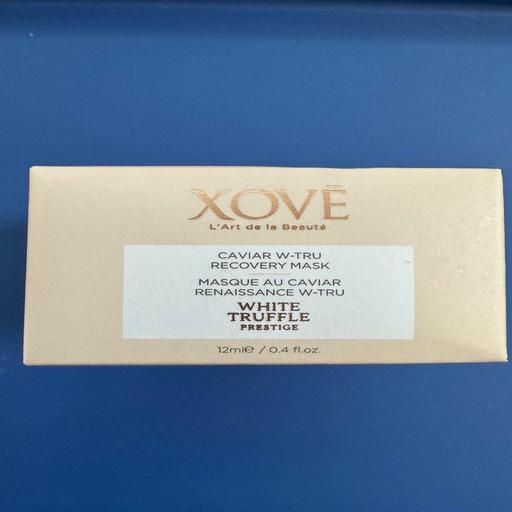 XOVĒ
L'Art de la Beauté
CAVIAR W-TRU
RECOVERY MASK
MASQUE AU CAVIAR
RENAISSANCE W-TRU
WHITE
TRUFFLE
PRESTIGE
12ml℮ / 0.4 fl.oz.